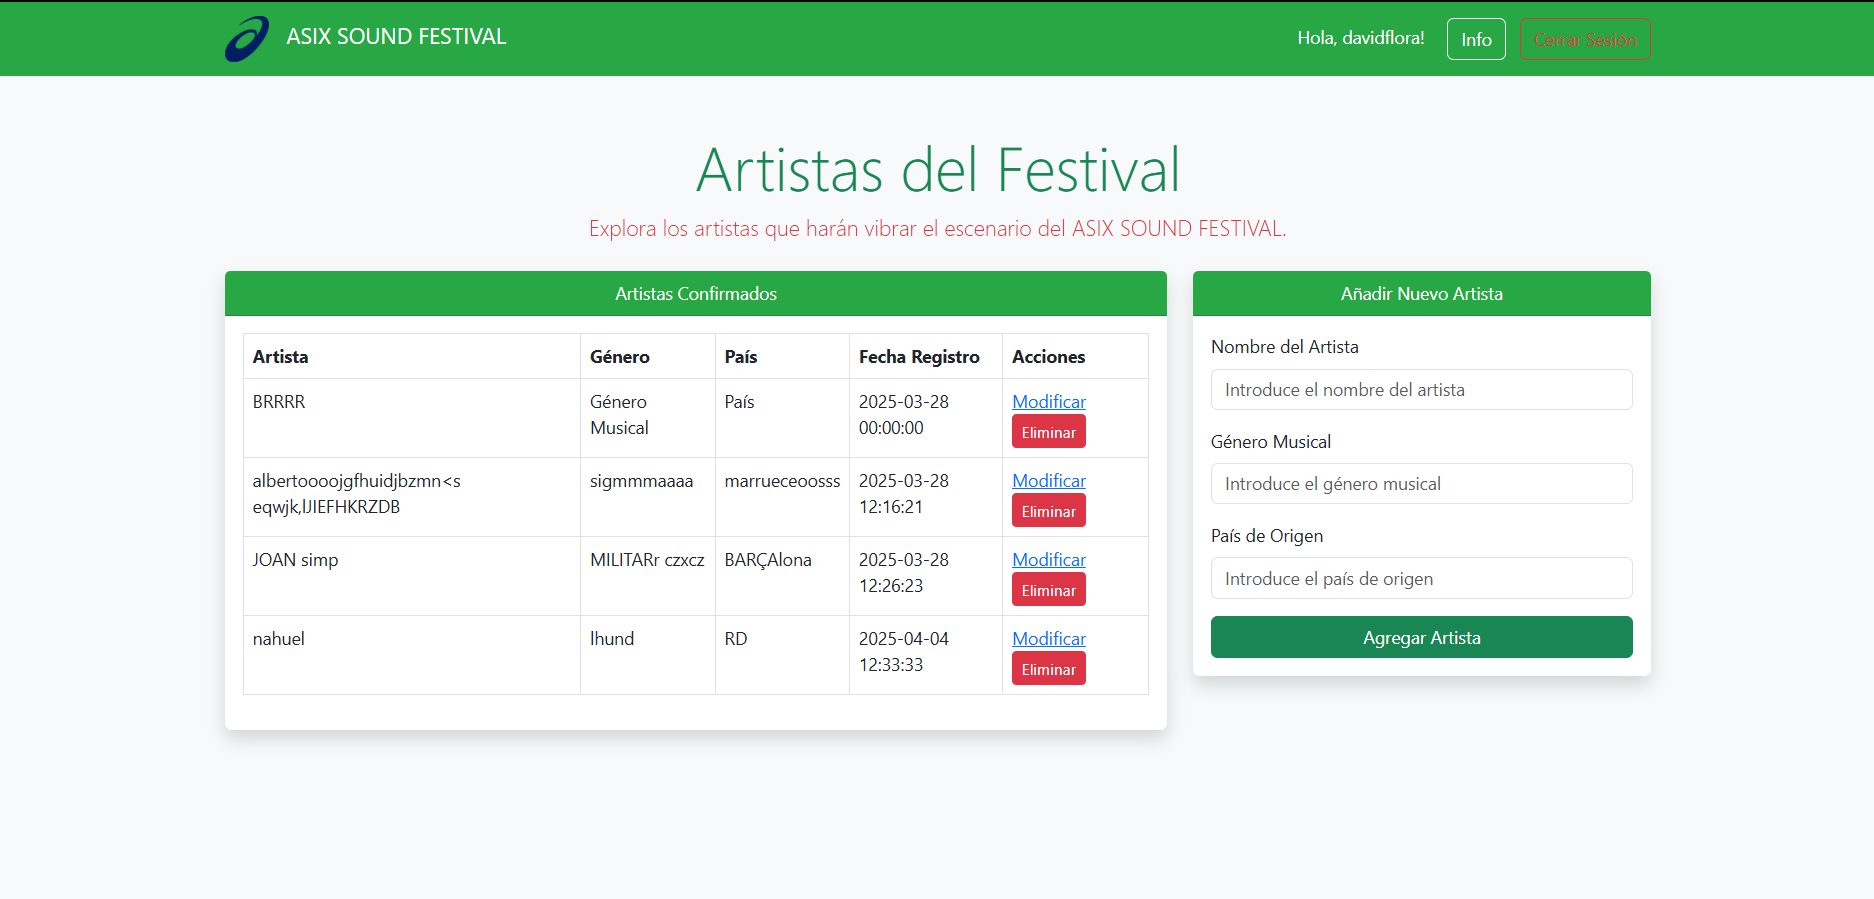 ASIX SOUND FESTIVAL
Hola, davidflora!
Info
Cerrar Sesión
Artistas del Festival
Explora los artistas que harán vibrar el escenario del ASIX SOUND FESTIVAL.
Artistas Confirmados
Artista Género País Fecha Registro Acciones
BRRRR Género País 2025-03-28 Modificar
Musical 00:00:00 Eliminar
albertoooojgfhuidjbzmn<s sigmmmaaaa marrueceoosss 2025-03-28 Modificar
eqwjk,lJIEFHKRZDB 12:16:21 Eliminar
JOAN simp MILITARr czxcz BARÇAlona 2025-03-28 Modificar
12:26:23 Eliminar
nahuel lhund RD 2025-04-04 Modificar
12:33:33 Eliminar
Añadir Nuevo Artista
Nombre del Artista
Introduce el nombre del artista
Género Musical
Introduce el género musical
País de Origen
Introduce el país de origen
Agregar Artista